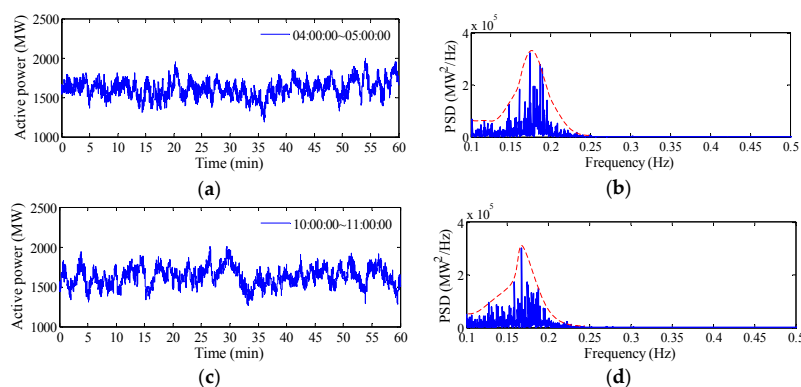 2500
2000
1500
1000
Active power (MW)
04:00:00~05:00:00
0 5 10 15 20 25 30 35 40 45 50 55 60
Time (min)
(a)
x 10^5
4
2
0
PSD (MW^2/Hz)
0.1 0.15 0.2 0.25 0.3 0.35 0.4 0.45 0.5
Frequency (Hz)
(b)
2500
2000
1500
1000
Active power (MW)
10:00:00~11:00:00
0 5 10 15 20 25 30 35 40 45 50 55 60
Time (min)
(c)
x 10^5
4
2
0
PSD (MW^2/Hz)
0.1 0.15 0.2 0.25 0.3 0.35 0.4 0.45 0.5
Frequency (Hz)
(d)